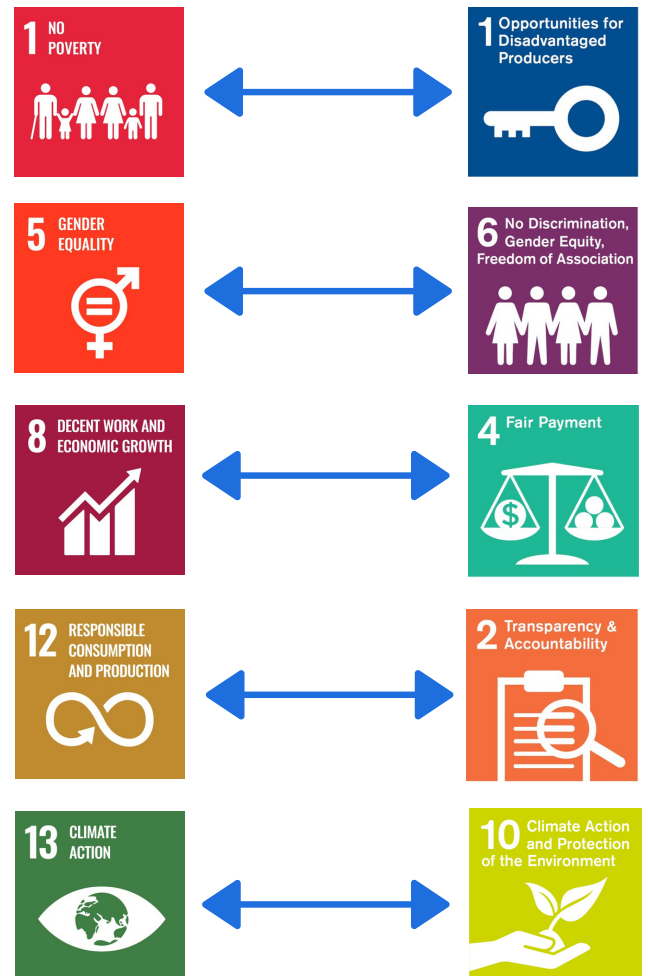 1 NO
POVERTY
1 Opportunities for
Disadvantaged
Producers
5 GENDER
EQUALITY
6 No Discrimination,
Gender Equity,
Freedom of Association
8 DECENT WORK AND
ECONOMIC GROWTH
4 Fair Payment
$
12 RESPONSIBLE
CONSUMPTION
AND PRODUCTION
2 Transparency &
Accountability
13 CLIMATE
ACTION
10 Climate Action
and Protection
of the Environment